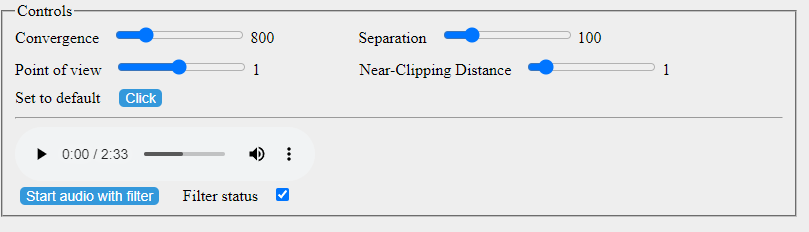 Controls
Convergence 800 Separation 100
Point of view 1 Near-Clipping Distance 1
Set to default Click
0:00 / 2:33
Start audio with filter Filter status